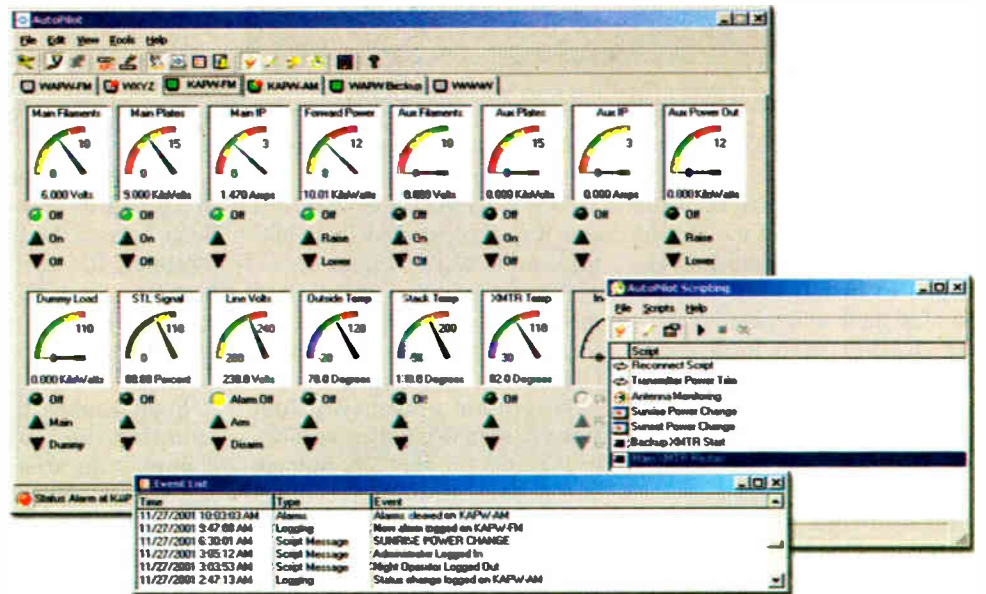 AutoPilot
File Edit View Tools Help
WAPW-FM WXYZ KAPW-FM KAPW-AM WAPW Backup WWWWV
Main Filaments Main Plates Main IP Forward Power Aux Filaments Aux Plates Aux IP Aux Power Out
10 15 3 12 10 15 3 12
0 0 0 0
6.000 Volts 9.000 KiloVolts 1.470 Amps 10.01 KiloWatts 0.000 Volts 0.000 KiloVolts 0.000 Amps 0.000 KiloWatts
Off Off Off Off Off Off Off Off
On On Raise On On Raise
Off Off Lower Off Off Lower
Dummy Load STL Signal Line Volts Outside Temp Stack Temp XMTR Temp
110 110 240 120 200 110
0 200 -20 -50 30
0.000 KiloWatts Percent 230.0 Volts 78.0 Degrees Degrees 82.0 Degrees
Off Off Alarm Off Off Off Off
Main Arm
Dummy Disarm
Status Alarm at KAP
AutoPilot Scripting
File Scripts Help
Script
Reconnect Script
Transmitter Power Trim
Antenna Monitoring
Sunrise Power Change
Sunset Power Change
Backup XMTR Start
Main XMTR Restart
Event List
Time Type Event
11/27/2001 10:03:03 AM Alarms Alarms cleared on KAPW-AM
11/27/2001 9:47:08 AM Logging New alarm logged on KAPW-FM
11/27/2001 6:30:01 AM Script Message SUNRISE POWER CHANGE
11/27/2001 3:05:12 AM Script Message Administrator Logged In
11/27/2001 3:03:53 AM Script Message Night Operator Logged Out
11/27/2001 2:47:13 AM Logging Status change logged on KAPW-AM